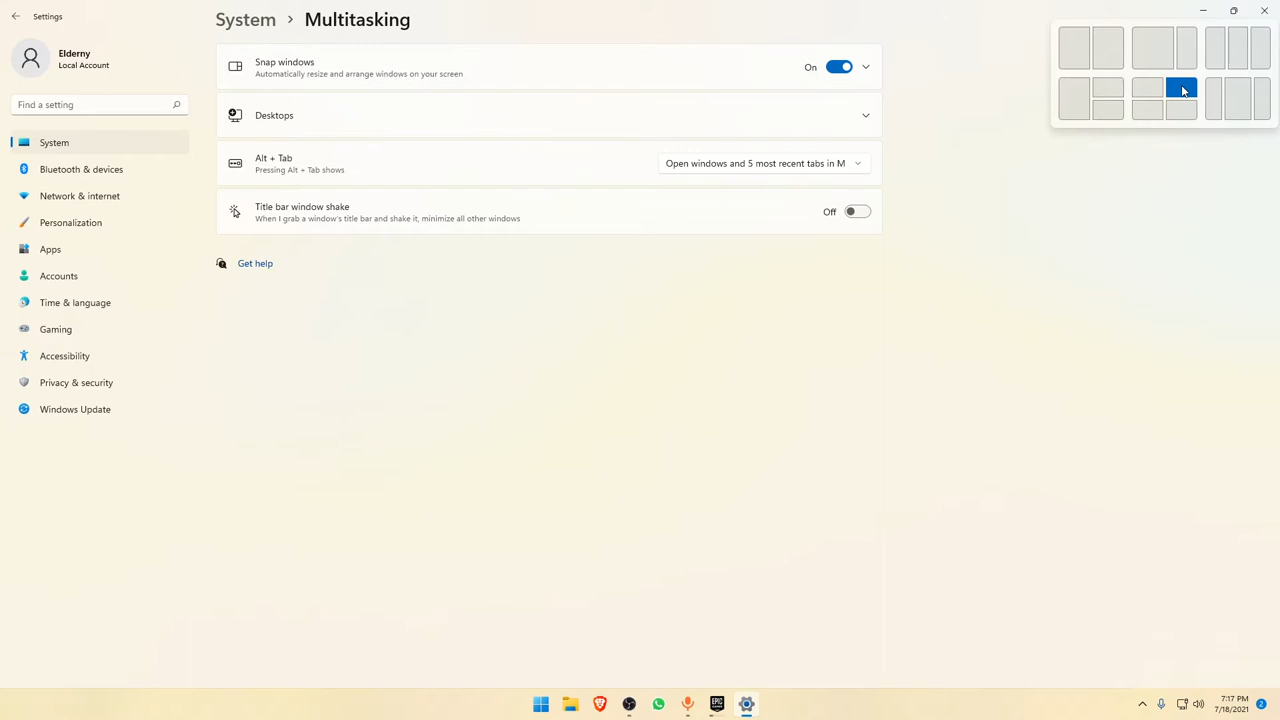 Settings
System > Multitasking
Elderny
Local Account
Find a setting
System
Bluetooth & devices
Network & internet
Personalization
Apps
Accounts
Time & language
Gaming
Accessibility
Privacy & security
Windows Update
Snap windows
Automatically resize and arrange windows on your screen
On
Desktops
Alt + Tab
Pressing Alt + Tab shows
Open windows and 5 most recent tabs in M
Title bar window shake
When I grab a window's title bar and shake it, minimize all other windows
Off
Get help
EPIC
7:17 PM
7/18/2021
2